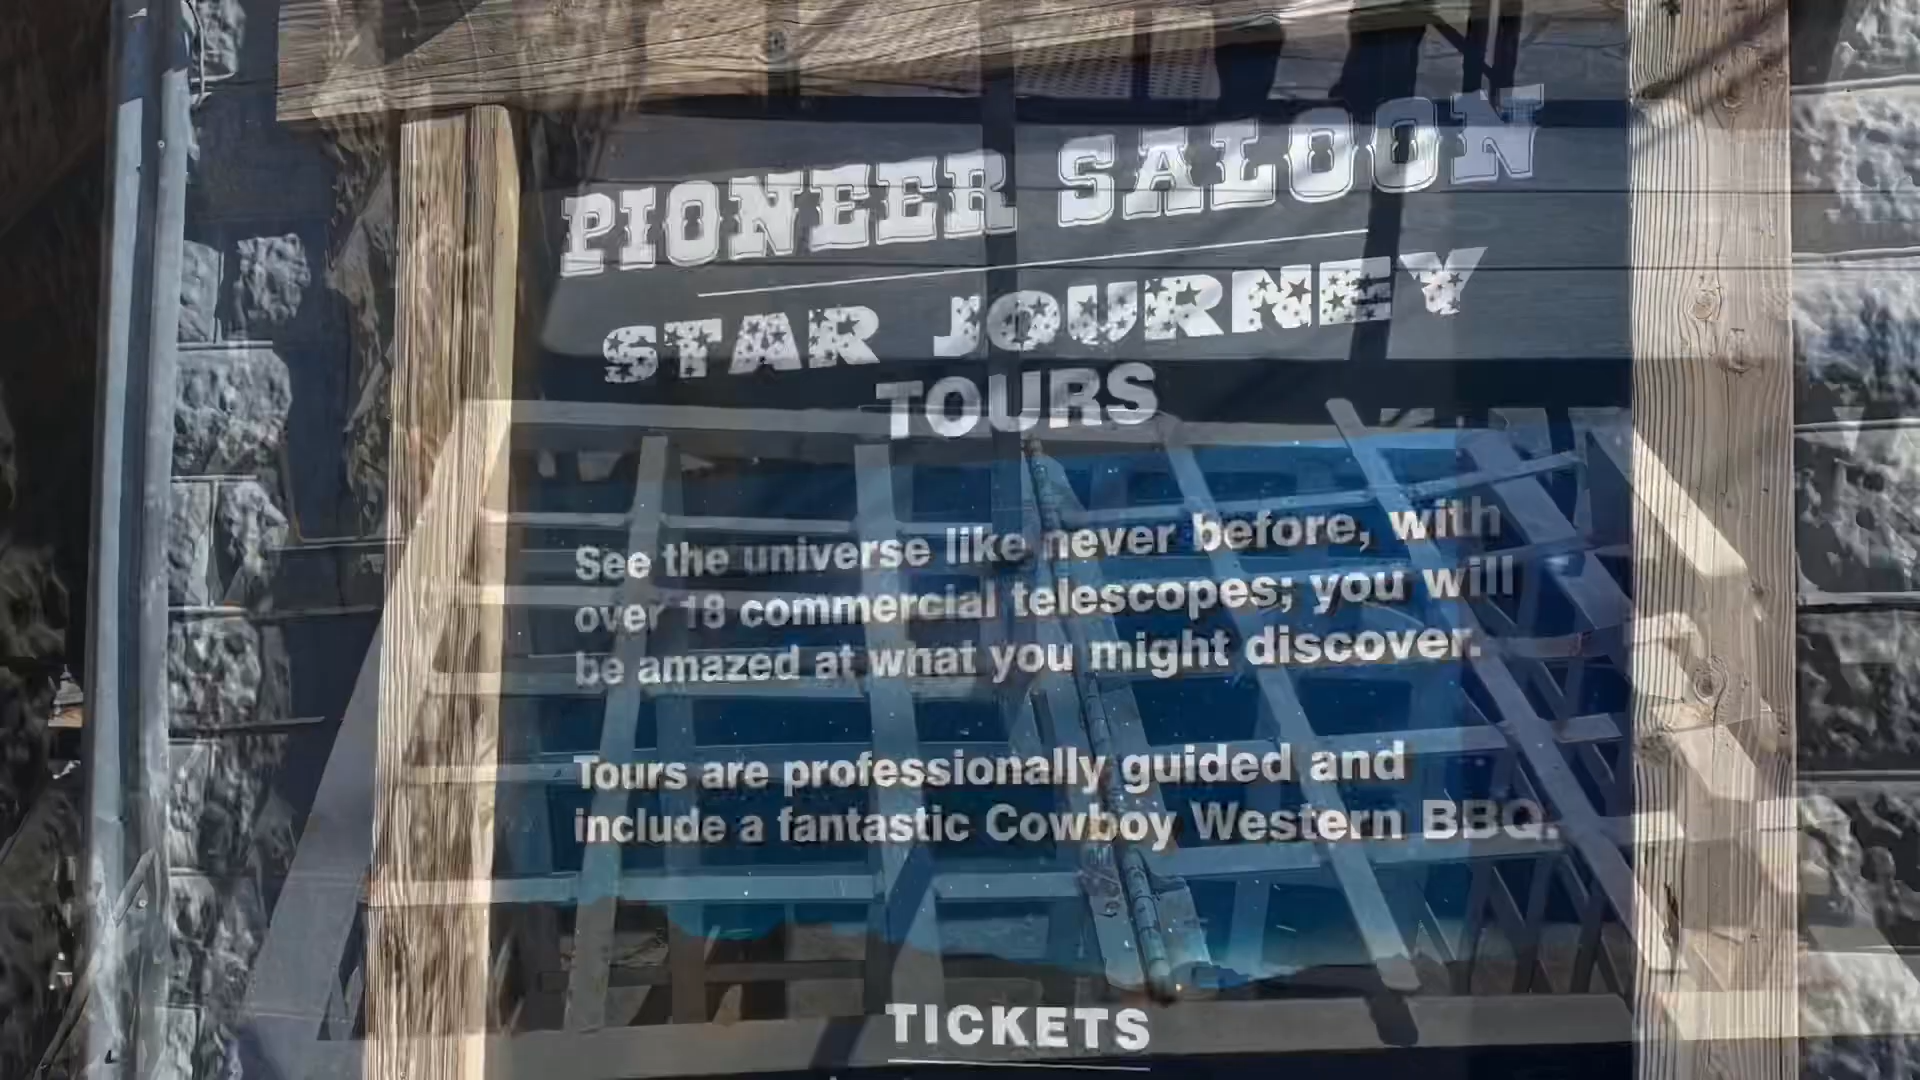 PIONEER SALOON
STAR JOURNEY
TOURS
See the universe like never before, with
over 18 commercial telescopes; you will
be amazed at what you might discover.
Tours are professionally guided and
include a fantastic Cowboy Western BBQ.
TICKETS